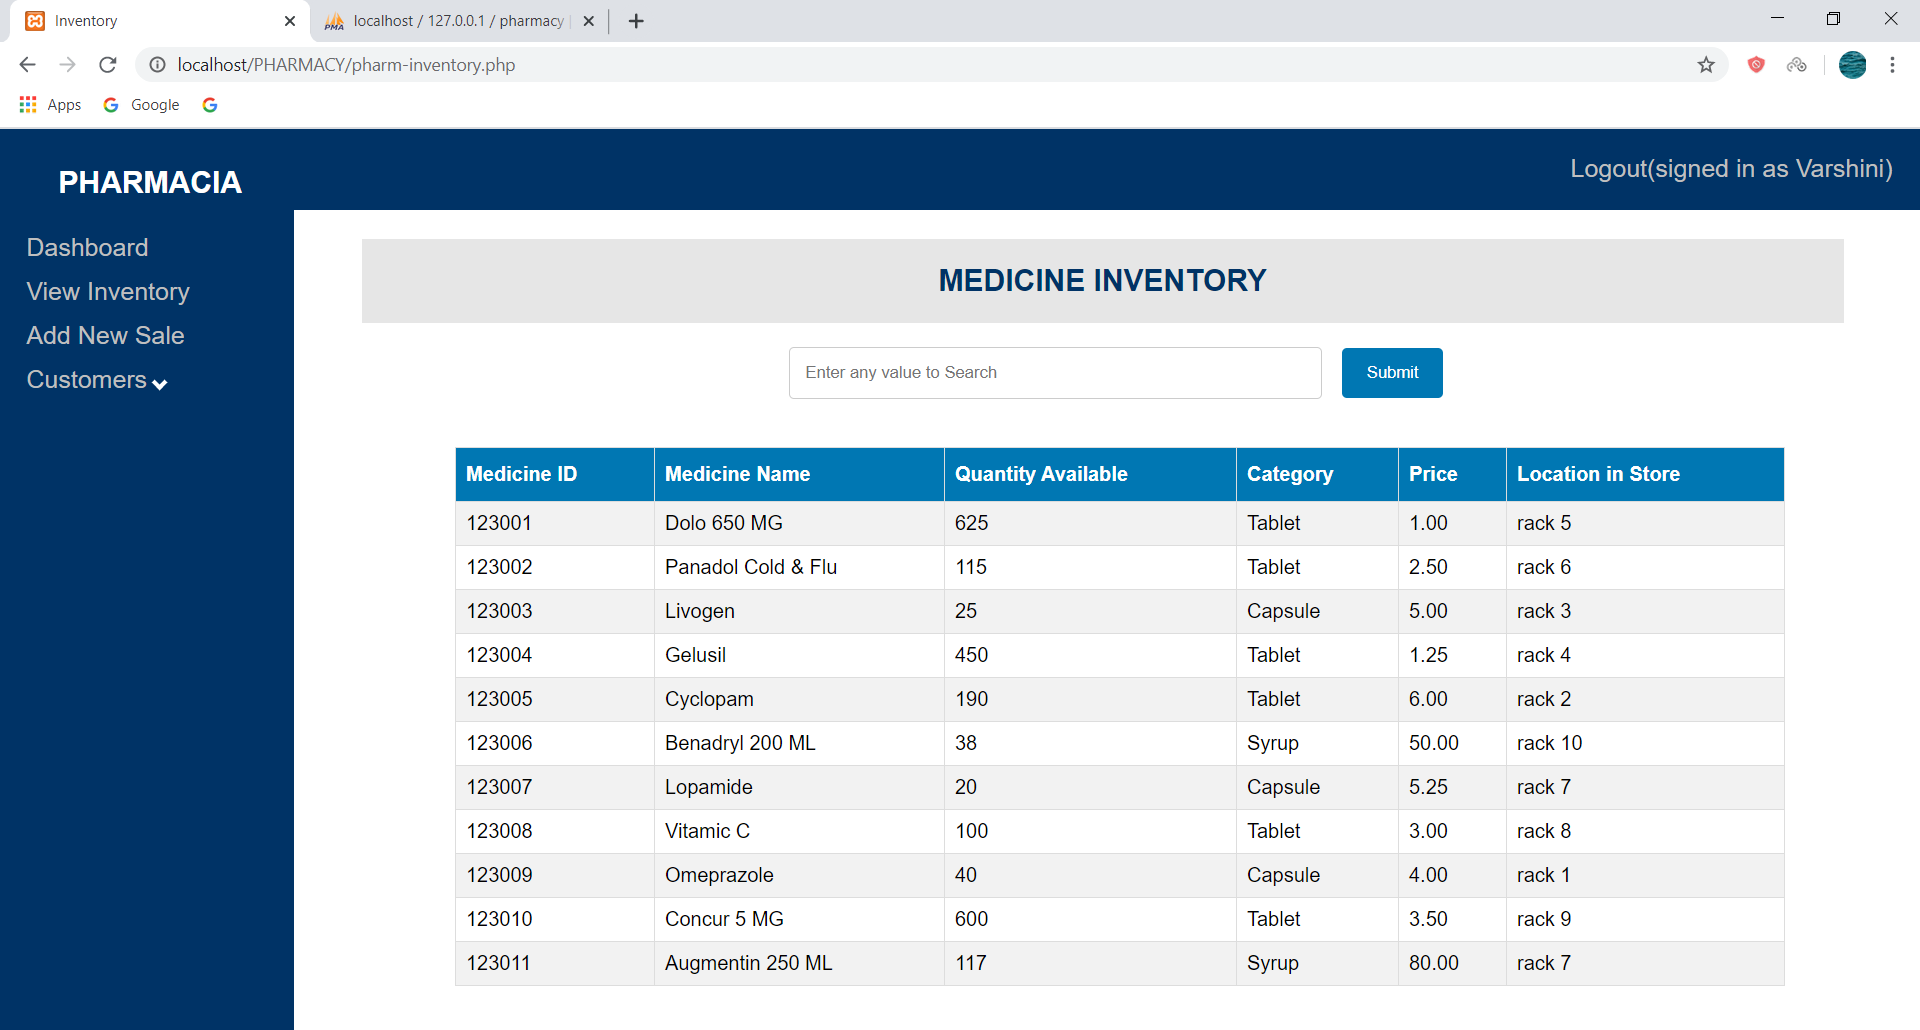 Inventory
PMA localhost / 127.0.0.1 / pharmacy
localhost/PHARMACY/pharm-inventory.php
Apps Google
PHARMACIA
Logout(signed in as Varshini)
Dashboard
View Inventory
Add New Sale
Customers
MEDICINE INVENTORY
Enter any value to Search Submit
Medicine ID Medicine Name Quantity Available Category Price Location in Store
123001 Dolo 650 MG 625 Tablet 1.00 rack 5
123002 Panadol Cold & Flu 115 Tablet 2.50 rack 6
123003 Livogen 25 Capsule 5.00 rack 3
123004 Gelusil 450 Tablet 1.25 rack 4
123005 Cyclopam 190 Tablet 6.00 rack 2
123006 Benadryl 200 ML 38 Syrup 50.00 rack 10
123007 Lopamide 20 Capsule 5.25 rack 7
123008 Vitamic C 100 Tablet 3.00 rack 8
123009 Omeprazole 40 Capsule 4.00 rack 1
123010 Concur 5 MG 600 Tablet 3.50 rack 9
123011 Augmentin 250 ML 117 Syrup 80.00 rack 7